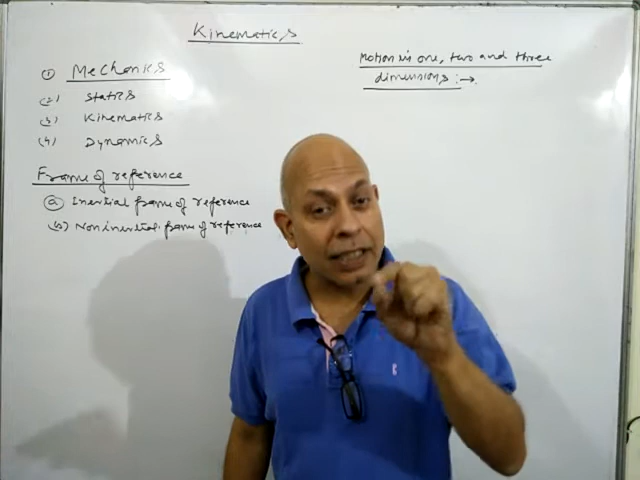 Kinematics
(1) Mechanics
(2) Statics
(3) Kinematics
(4) Dynamics
Frame of reference
(a) Inertial frame of reference
(b) Non inertial frame of reference
Motion in one, two and three
dimensions :→